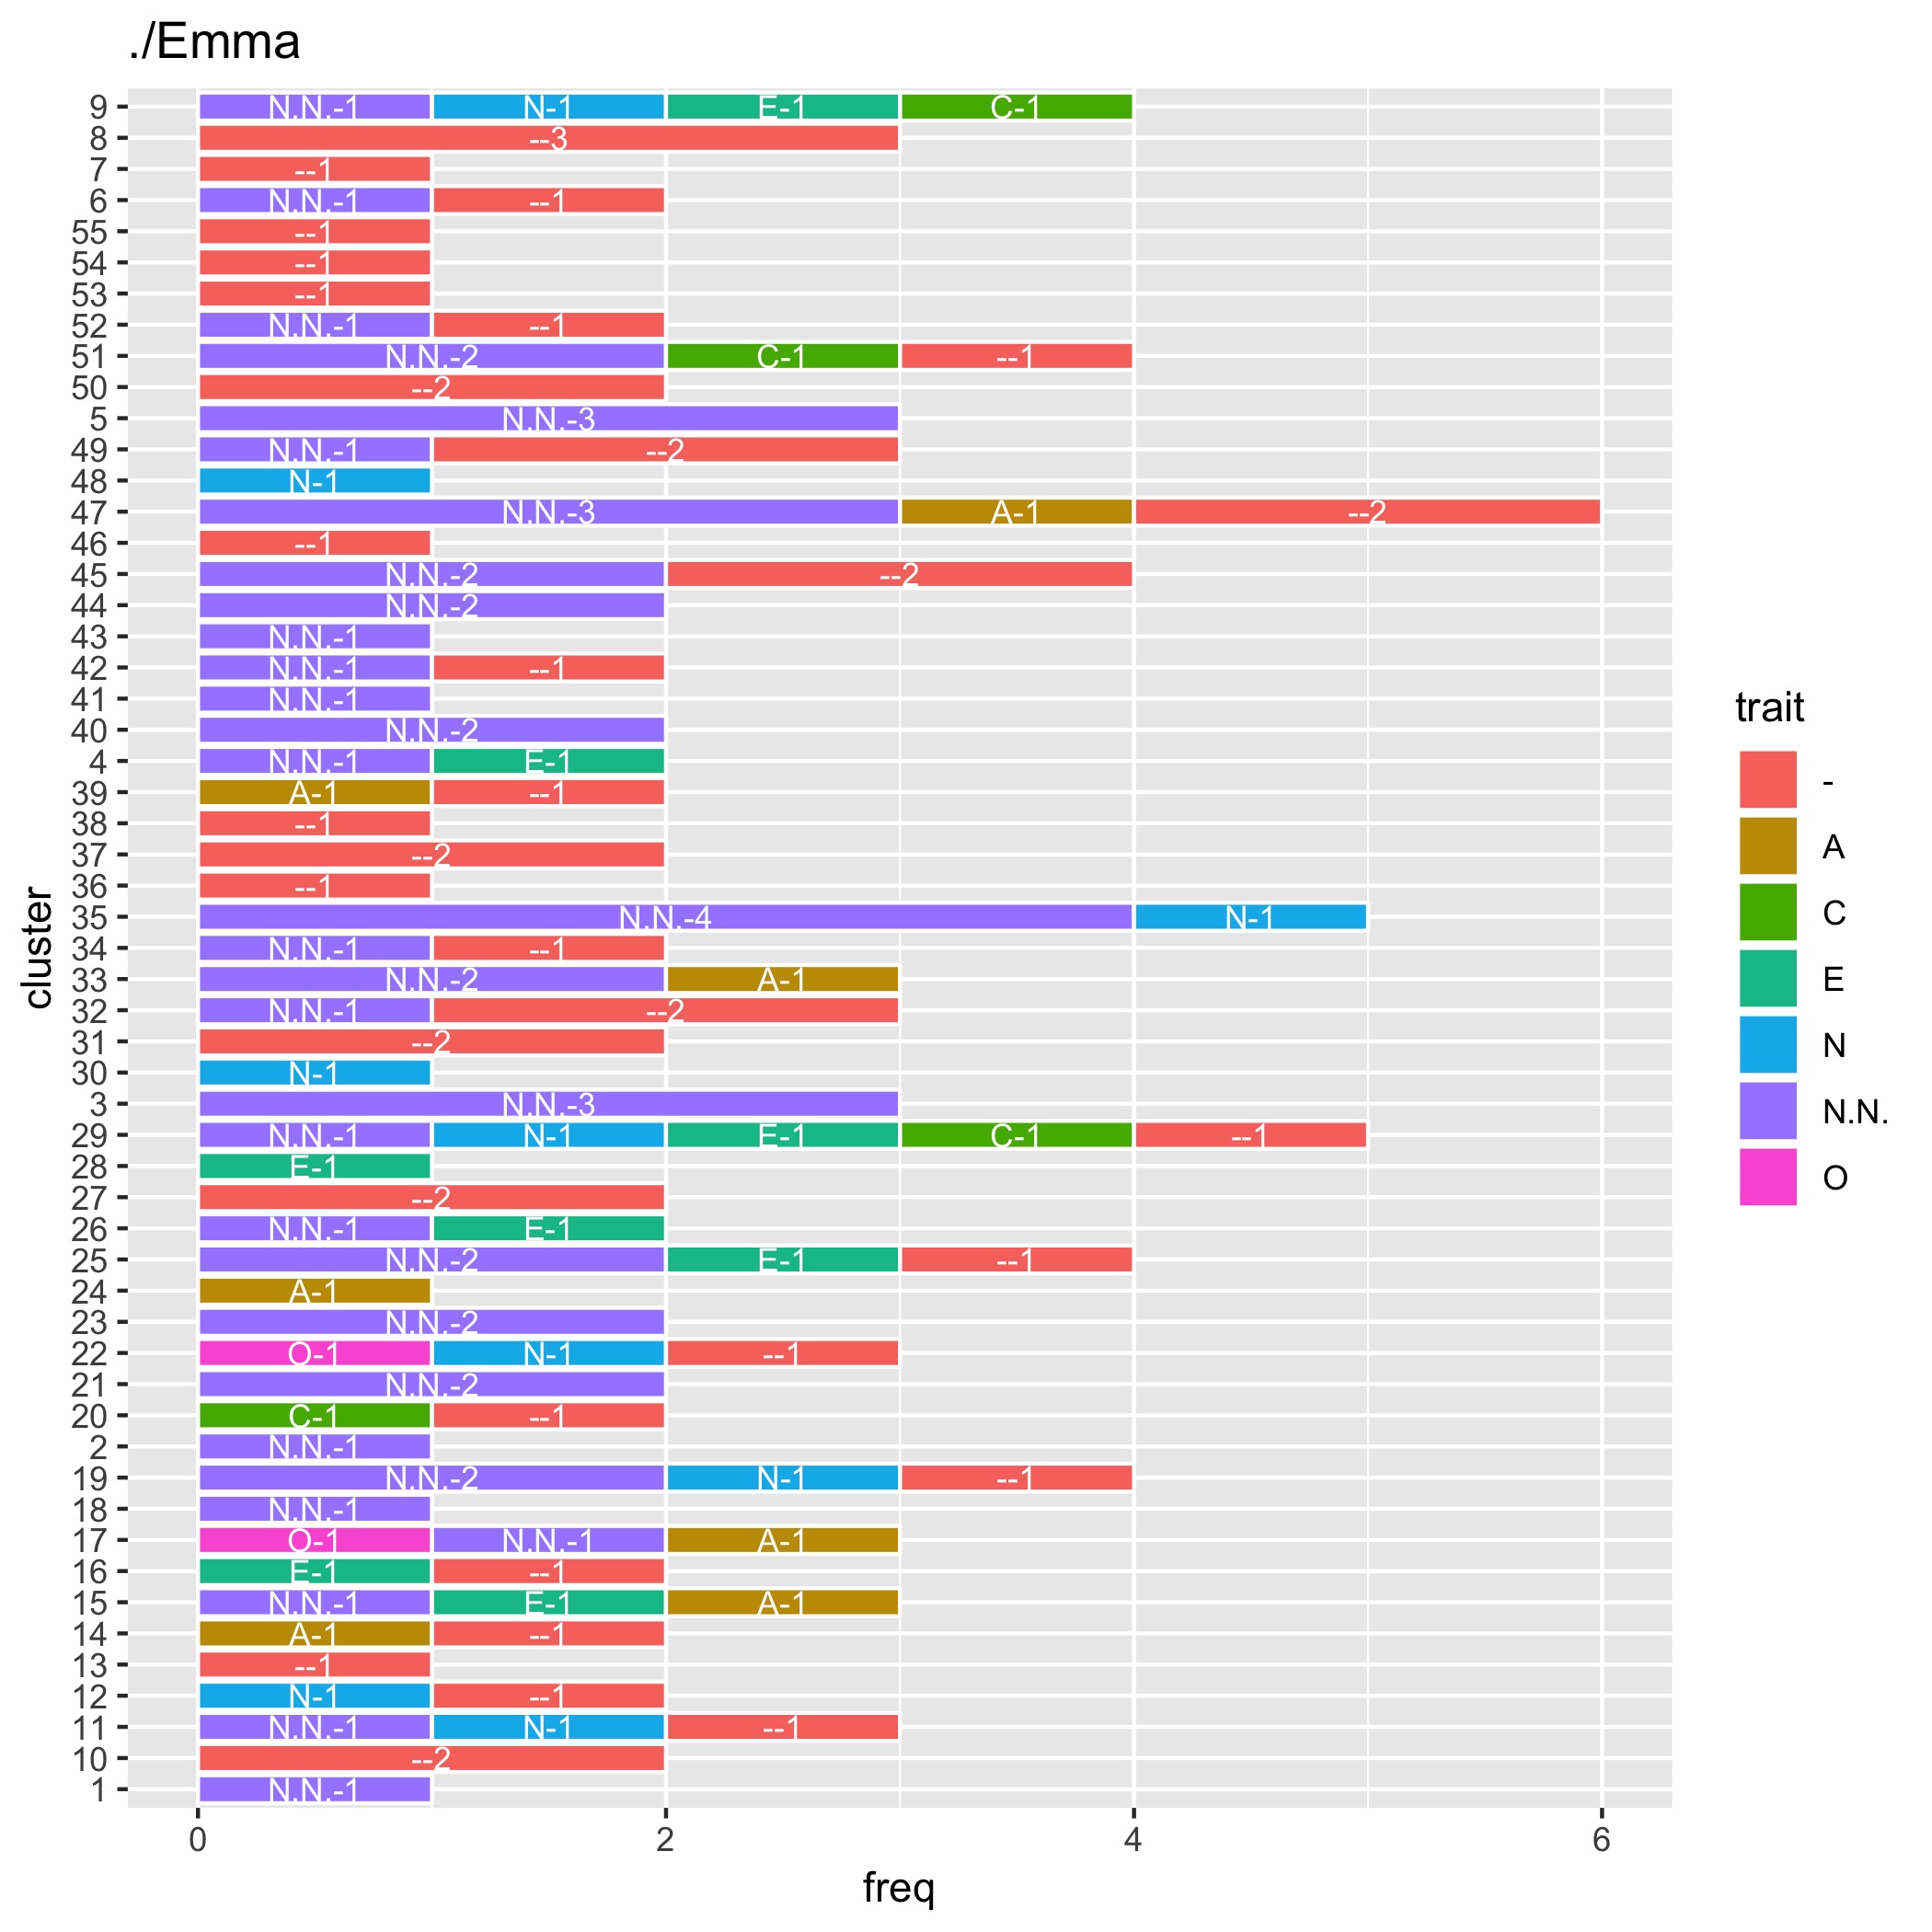 ./Emma
9 N.N.-1 N-1 E-1 C-1
8 --3
7 --1
6 N.N.-1 --1
55 --1
54 --1
53 --1
52 N.N.-1 --1
51 N.N.-2 C-1 --1
50 --2
5 N.N.-3
49 N.N.-1 --2
48 N-1
47 N.N.-3 A-1 --2
46 --1
45 N.N.-2 --2
44 N.N.-2
43 N.N.-1
42 N.N.-1 --1
41 N.N.-1
40 N.N.-2
4 N.N.-1 E-1
39 A-1 --1
38 --1
37 --2
36 --1
35 N.N.-4 N-1
34 N.N.-1 --1
33 N.N.-2 A-1
32 N.N.-1 --2
31 --2
30 N-1
3 N.N.-3
29 N.N.-1 N-1 E-1 C-1 --1
28 E-1
27 --2
26 N.N.-1 E-1
25 N.N.-2 E-1 --1
24 A-1
23 N.N.-2
22 O-1 N-1 --1
21 N.N.-2
20 C-1 --1
2 N.N.-1
19 N.N.-2 N-1 --1
18 N.N.-1
17 O-1 N.N.-1 A-1
16 E-1 --1
15 N.N.-1 E-1 A-1
14 A-1 --1
13 --1
12 N-1 --1
11 N.N.-1 N-1 --1
10 --2
1 N.N.-1
0 2 4 6
freq
cluster
trait
-
A
C
E
N
N.N.
O